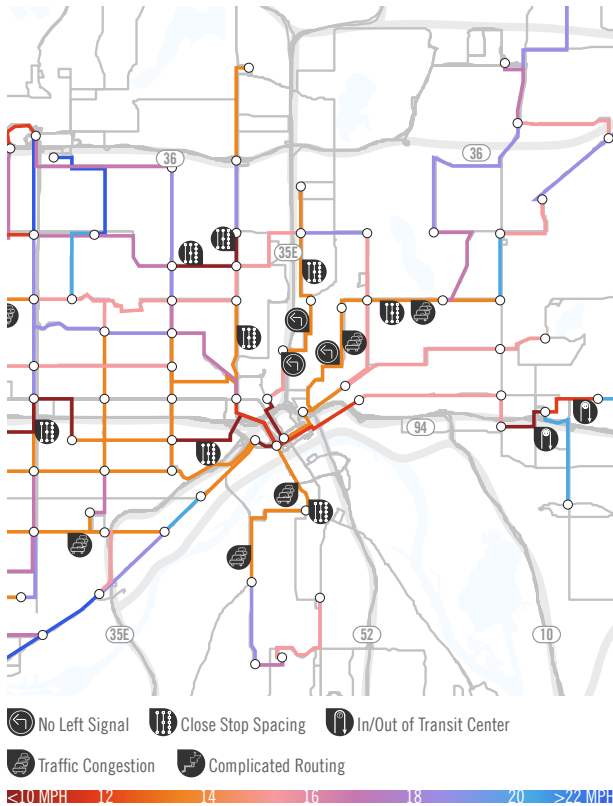 36
36
35E
94
35E
52
10
No Left Signal Close Stop Spacing In/Out of Transit Center
Traffic Congestion Complicated Routing
<10 MPH 12 14 16 18 20 >22 MPH